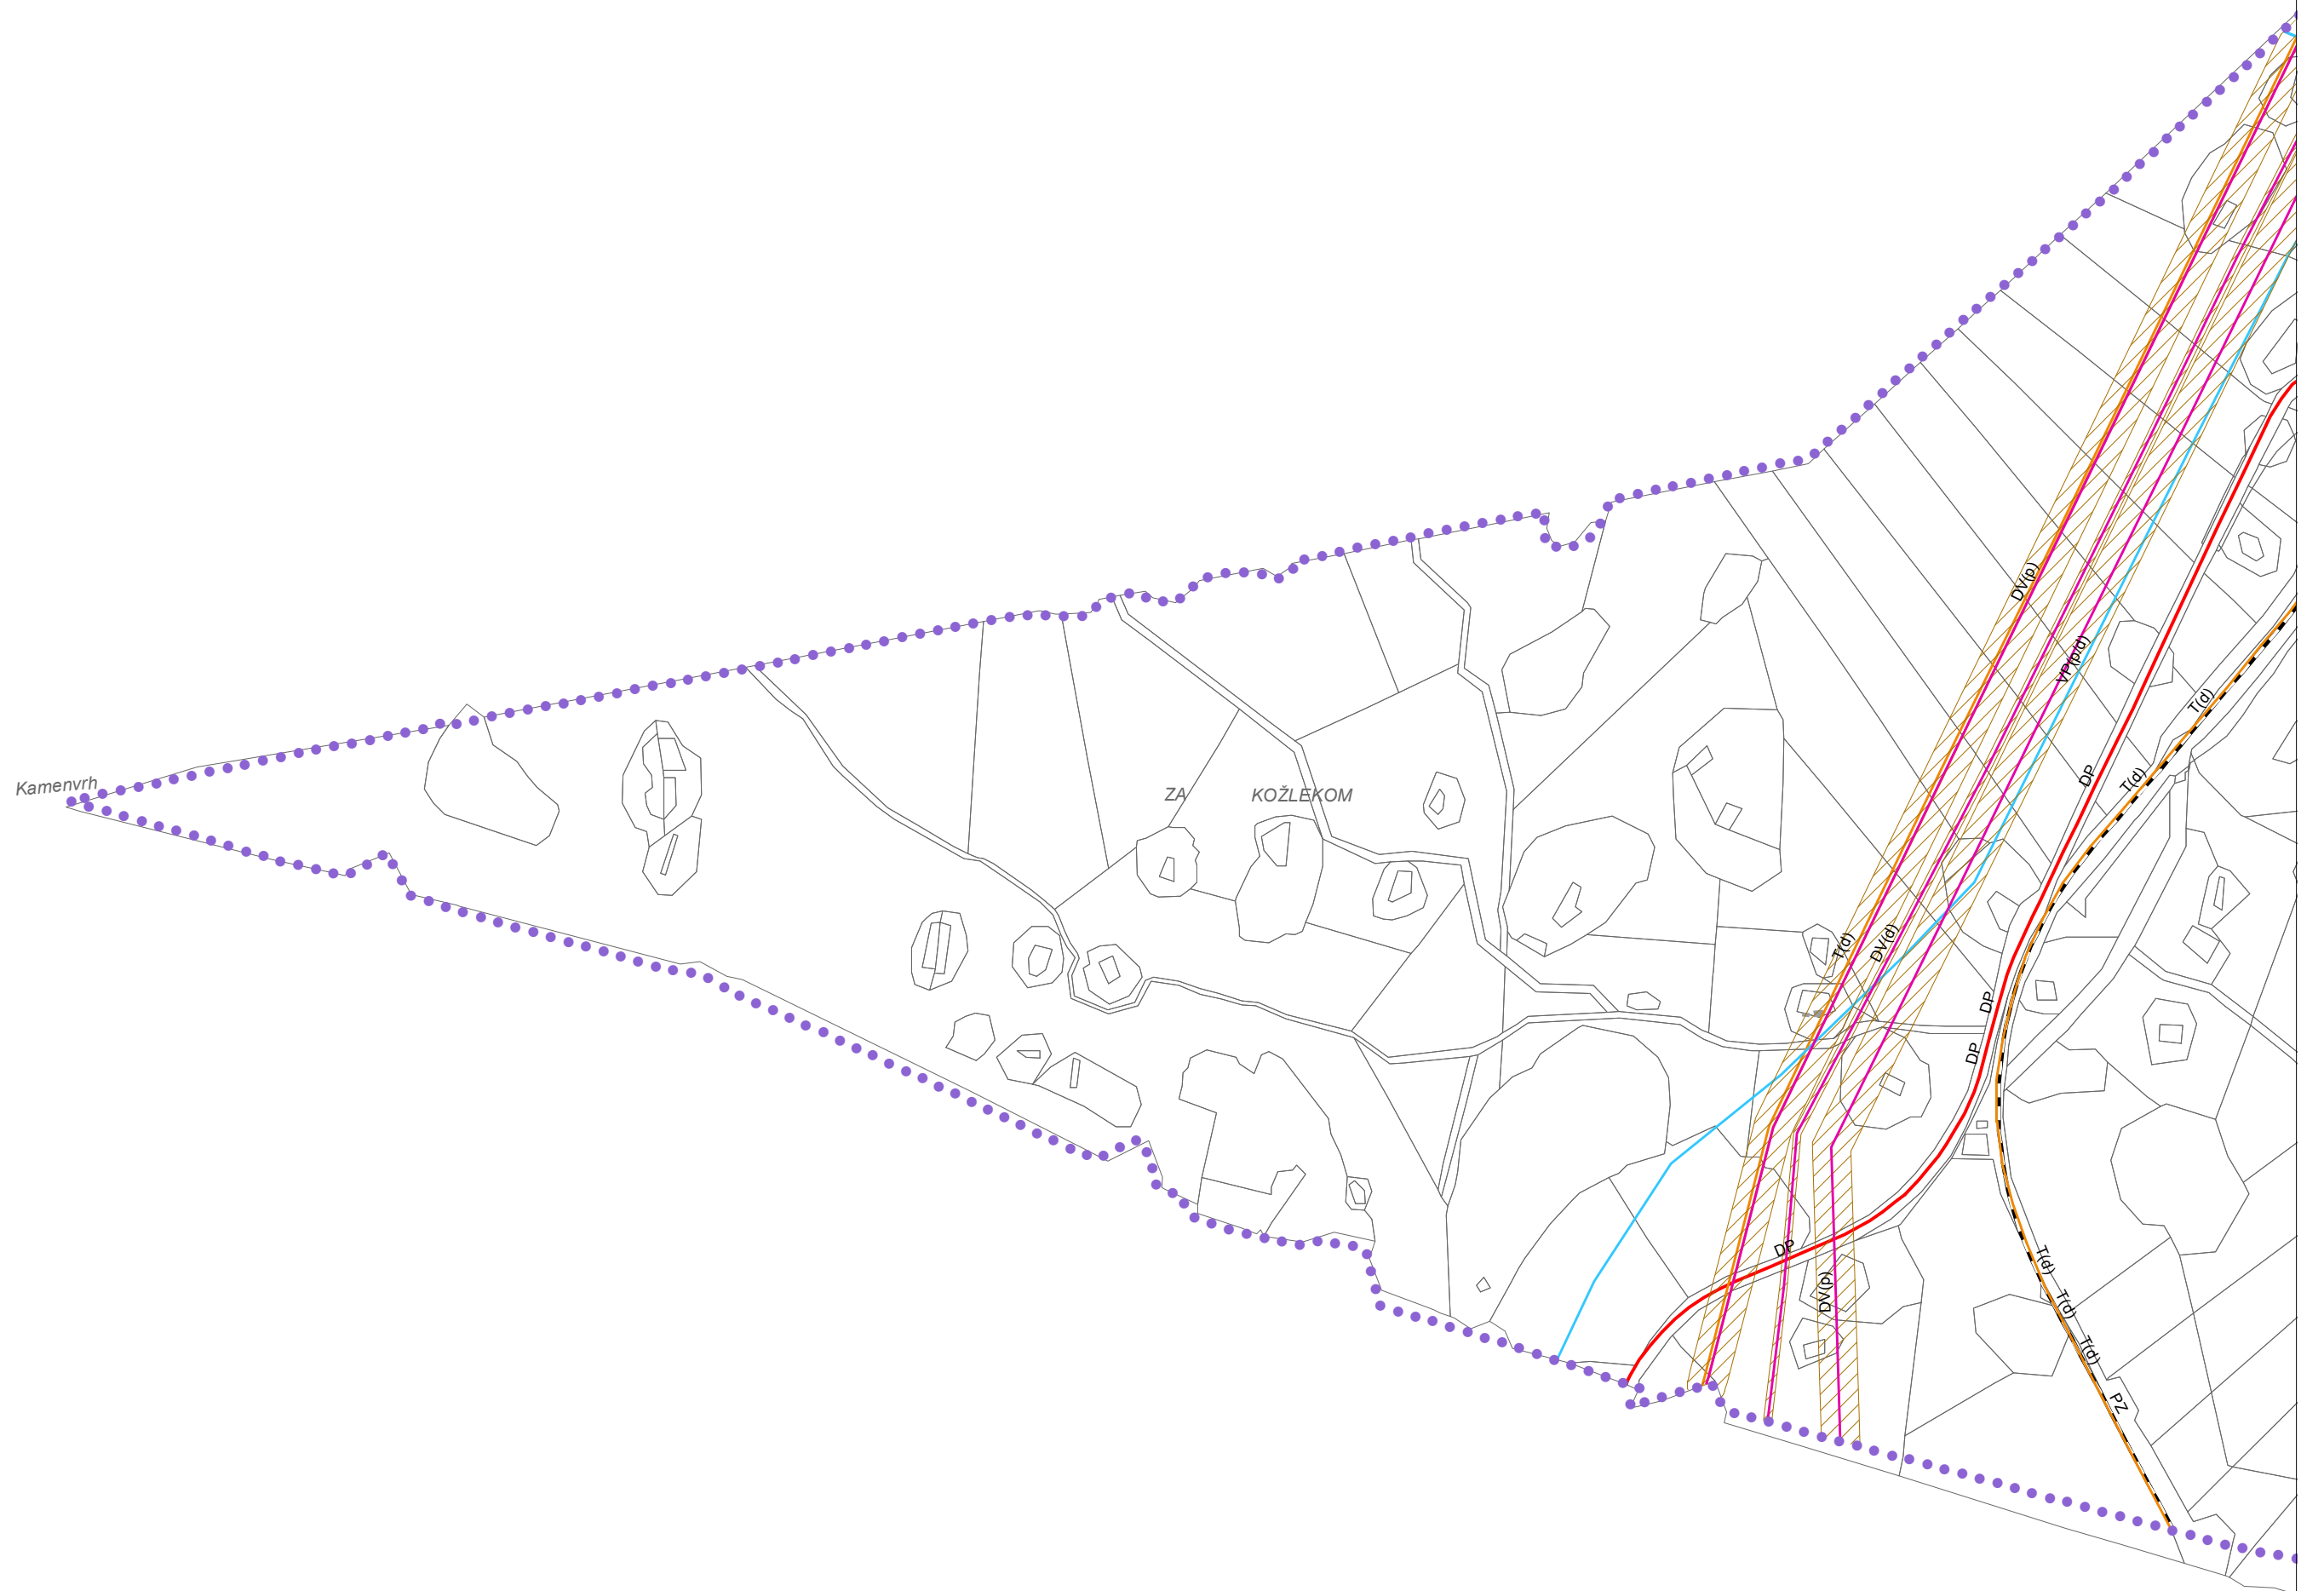 DV(p)
VP(p/d)
T(d)
DP
T(d)
Kamenvrh
ZA KOŽLEKOM
T(d)
DV(d)
DP
DP
DP
T(d)
DV(p)
T(d)
T(d)
PZ